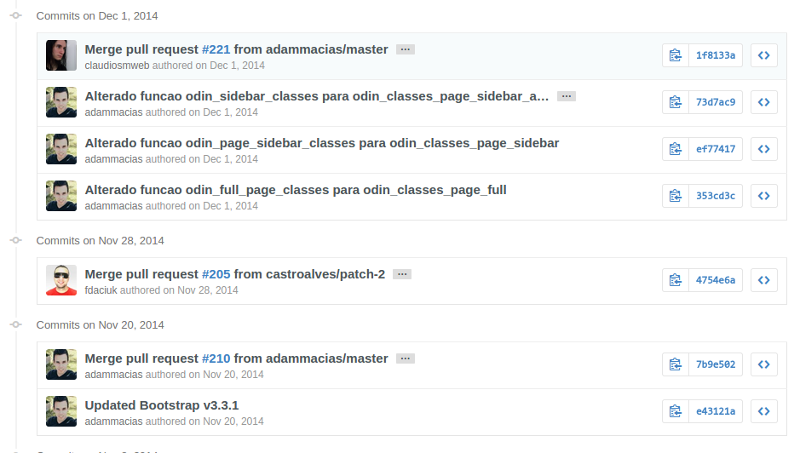 Commits on Dec 1, 2014
Merge pull request #221 from adammacias/master ...
1f8133a
claudiosmweb authored on Dec 1, 2014
Alterado funcao odin_sidebar_classes para odin_classes_page_sidebar_a… ...
73d7ac9
adammacias authored on Dec 1, 2014
Alterado funcao odin_page_sidebar_classes para odin_classes_page_sidebar
ef77417
adammacias authored on Dec 1, 2014
Alterado funcao odin_full_page_classes para odin_classes_page_full
353cd3c
adammacias authored on Dec 1, 2014
Commits on Nov 28, 2014
Merge pull request #205 from castroalves/patch-2 ...
4754e6a
fdaciuk authored on Nov 28, 2014
Commits on Nov 20, 2014
Merge pull request #210 from adammacias/master ...
7b9e502
adammacias authored on Nov 20, 2014
Updated Bootstrap v3.3.1
e43121a
adammacias authored on Nov 20, 2014